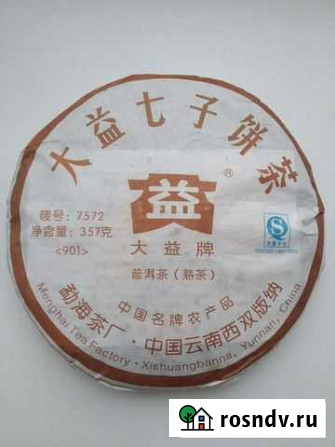 大益七子饼茶
益
®
唛号：7572
净含量：357克
<901>
大益牌
普洱茶（熟茶）
中国名牌农产品
勐海茶厂·中国云南西双版纳
Menghai Tea Factory · Xishuangbanna, Yunnan, China
rosndv.ru